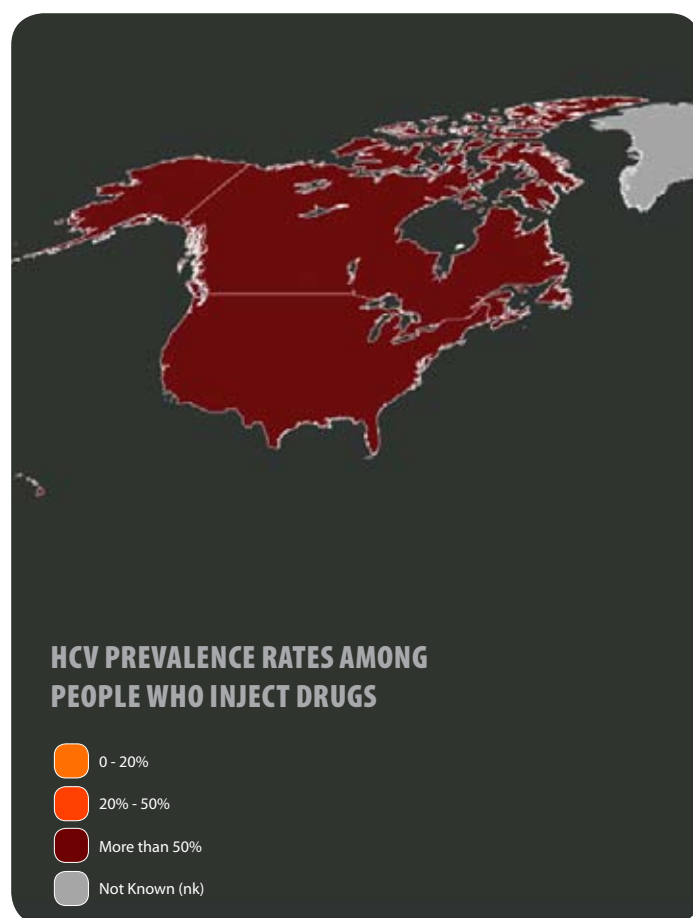 HCV PREVALENCE RATES AMONG
PEOPLE WHO INJECT DRUGS
0 - 20%
20% - 50%
More than 50%
Not Known (nk)